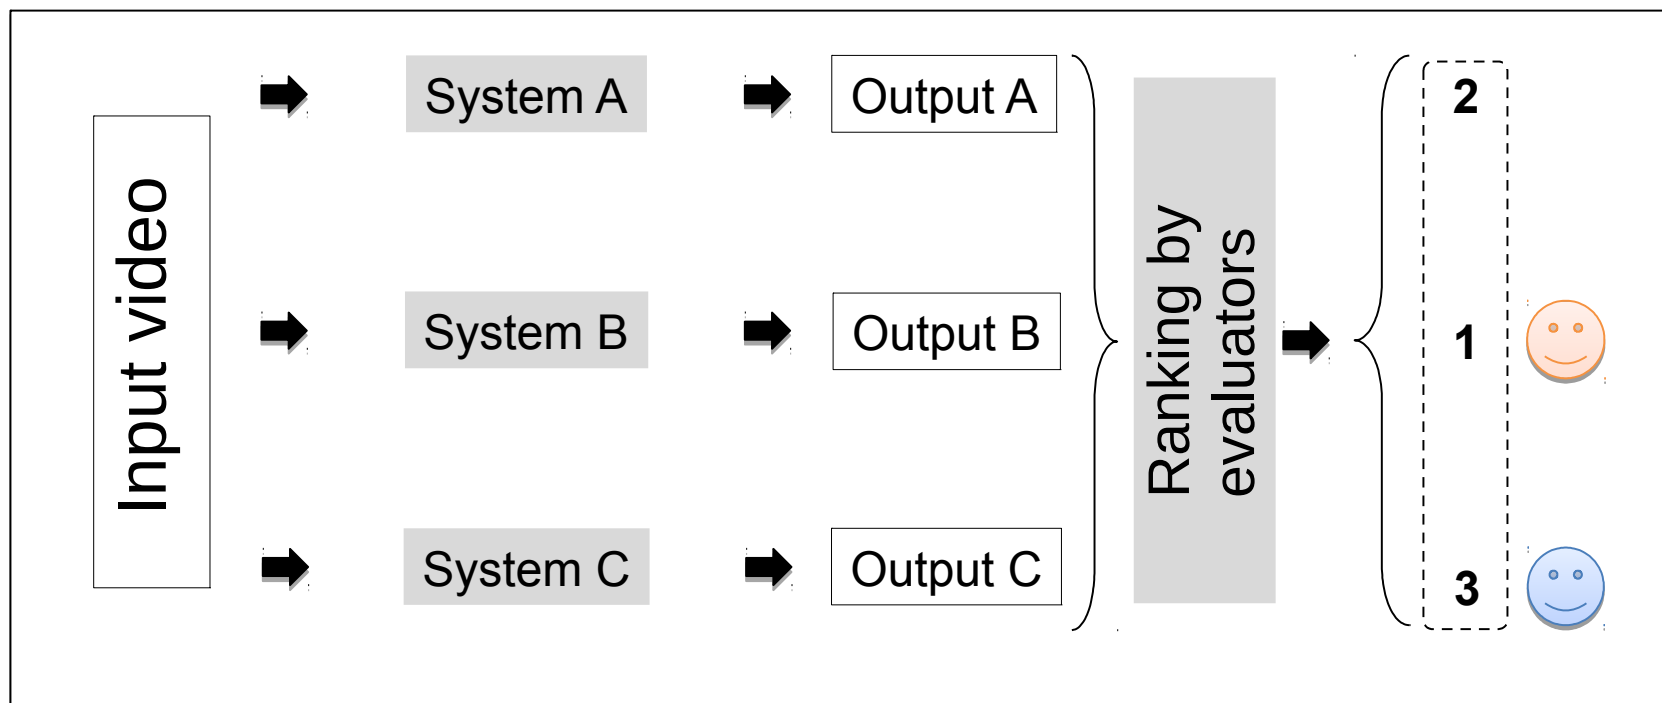 Input video
System A
Output A
2
System B
Output B
1
System C
Output C
3
Ranking by
evaluators